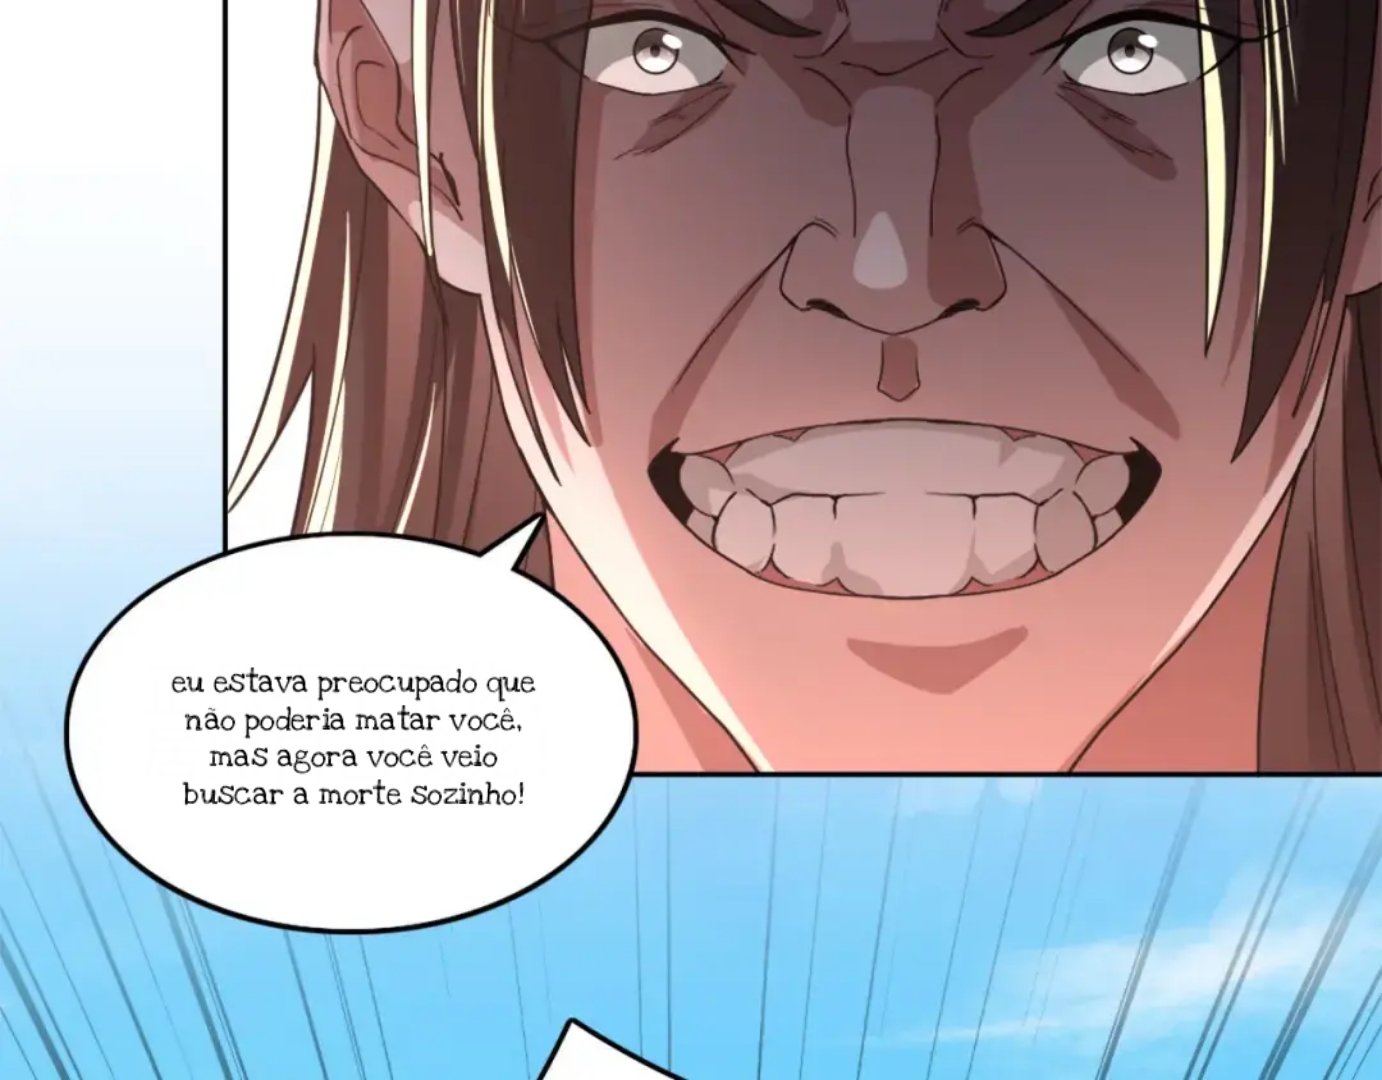 eu estava preocupado que
não poderia matar você,
mas agora você veio
buscar a morte sozinho!